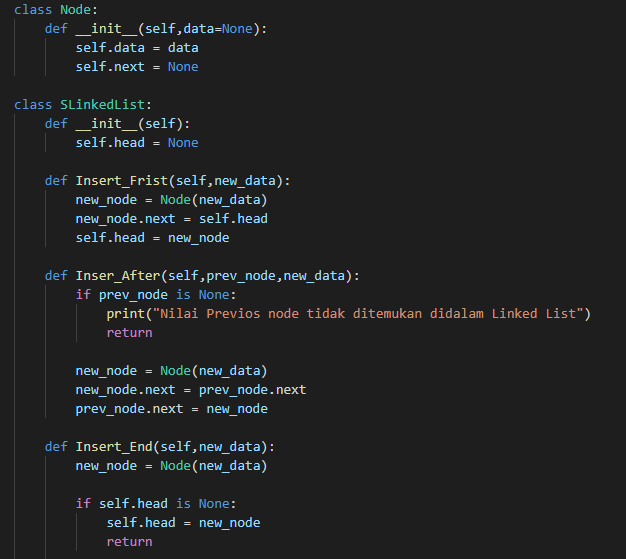 class Node:
    def __init__(self,data=None):
        self.data = data
        self.next = None

class SLinkedList:
    def __init__(self):
        self.head = None

    def Insert_Frist(self,new_data):
        new_node = Node(new_data)
        new_node.next = self.head
        self.head = new_node

    def Inser_After(self,prev_node,new_data):
        if prev_node is None:
            print("Nilai Previos node tidak ditemukan didalam Linked List")
            return

        new_node = Node(new_data)
        new_node.next = prev_node.next
        prev_node.next = new_node

    def Insert_End(self,new_data):
        new_node = Node(new_data)

        if self.head is None:
            self.head = new_node
            return